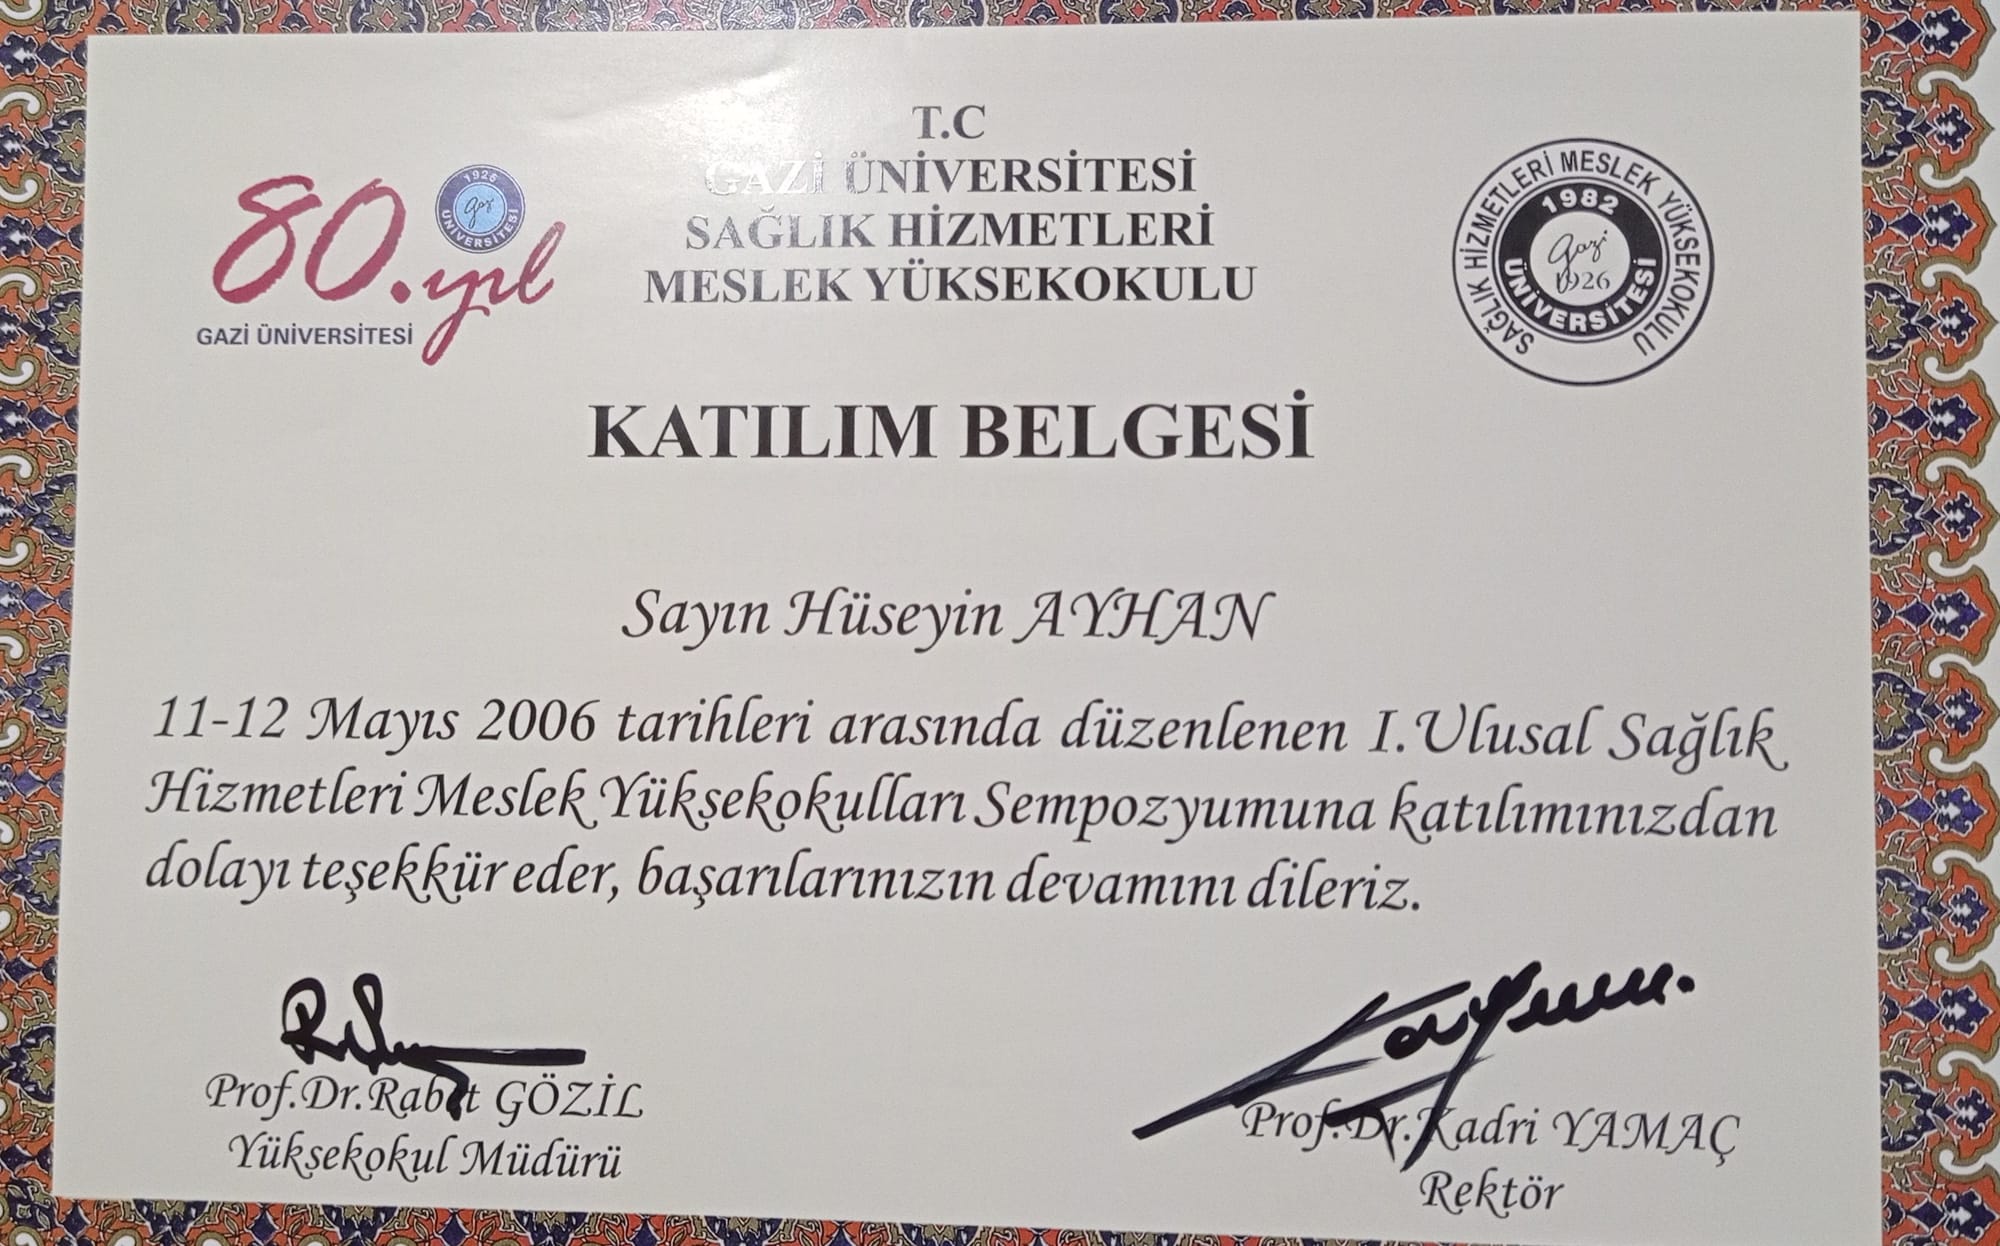 80.yıl
1926
gazi
ÜNİVERSİTESİ
GAZİ ÜNİVERSİTESİ
T.C
GAZİ ÜNİVERSİTESİ
SAĞLIK HİZMETLERİ
MESLEK YÜKSEKOKULU
SAĞLIK HİZMETLERİ MESLEK YÜKSEKOKULU
1982
gazi
1926
ÜNİVERSİTESİ
KATILIM BELGESİ
Sayın Hüseyin AYHAN
11-12 Mayıs 2006 tarihleri arasında düzenlenen I.Ulusal Sağlık
Hizmetleri Meslek Yüksekokulları Sempozyumuna katılımınızdan
dolayı teşekkür eder, başarılarınızın devamını dileriz.
Prof.Dr. GÖZİL
Yüksekokul Müdürü
Prof.Dr.Kadri YAMAÇ
Rektör